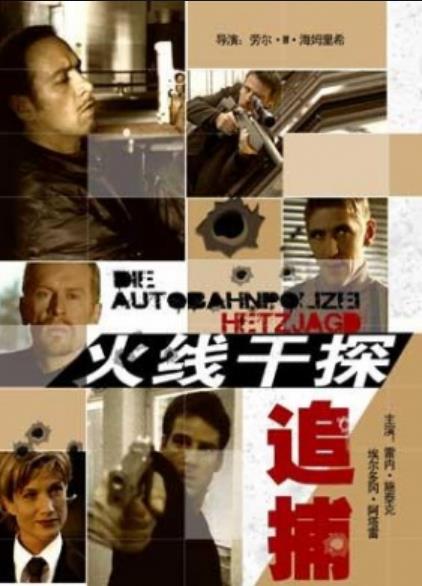 导演：劳尔·W·海姆里希
DIE
AUTOBAHNPOLIZEI
HETZJAGD
火线干探
追捕
主演：雷内·施泰克
埃尔多冈·阿塔雷